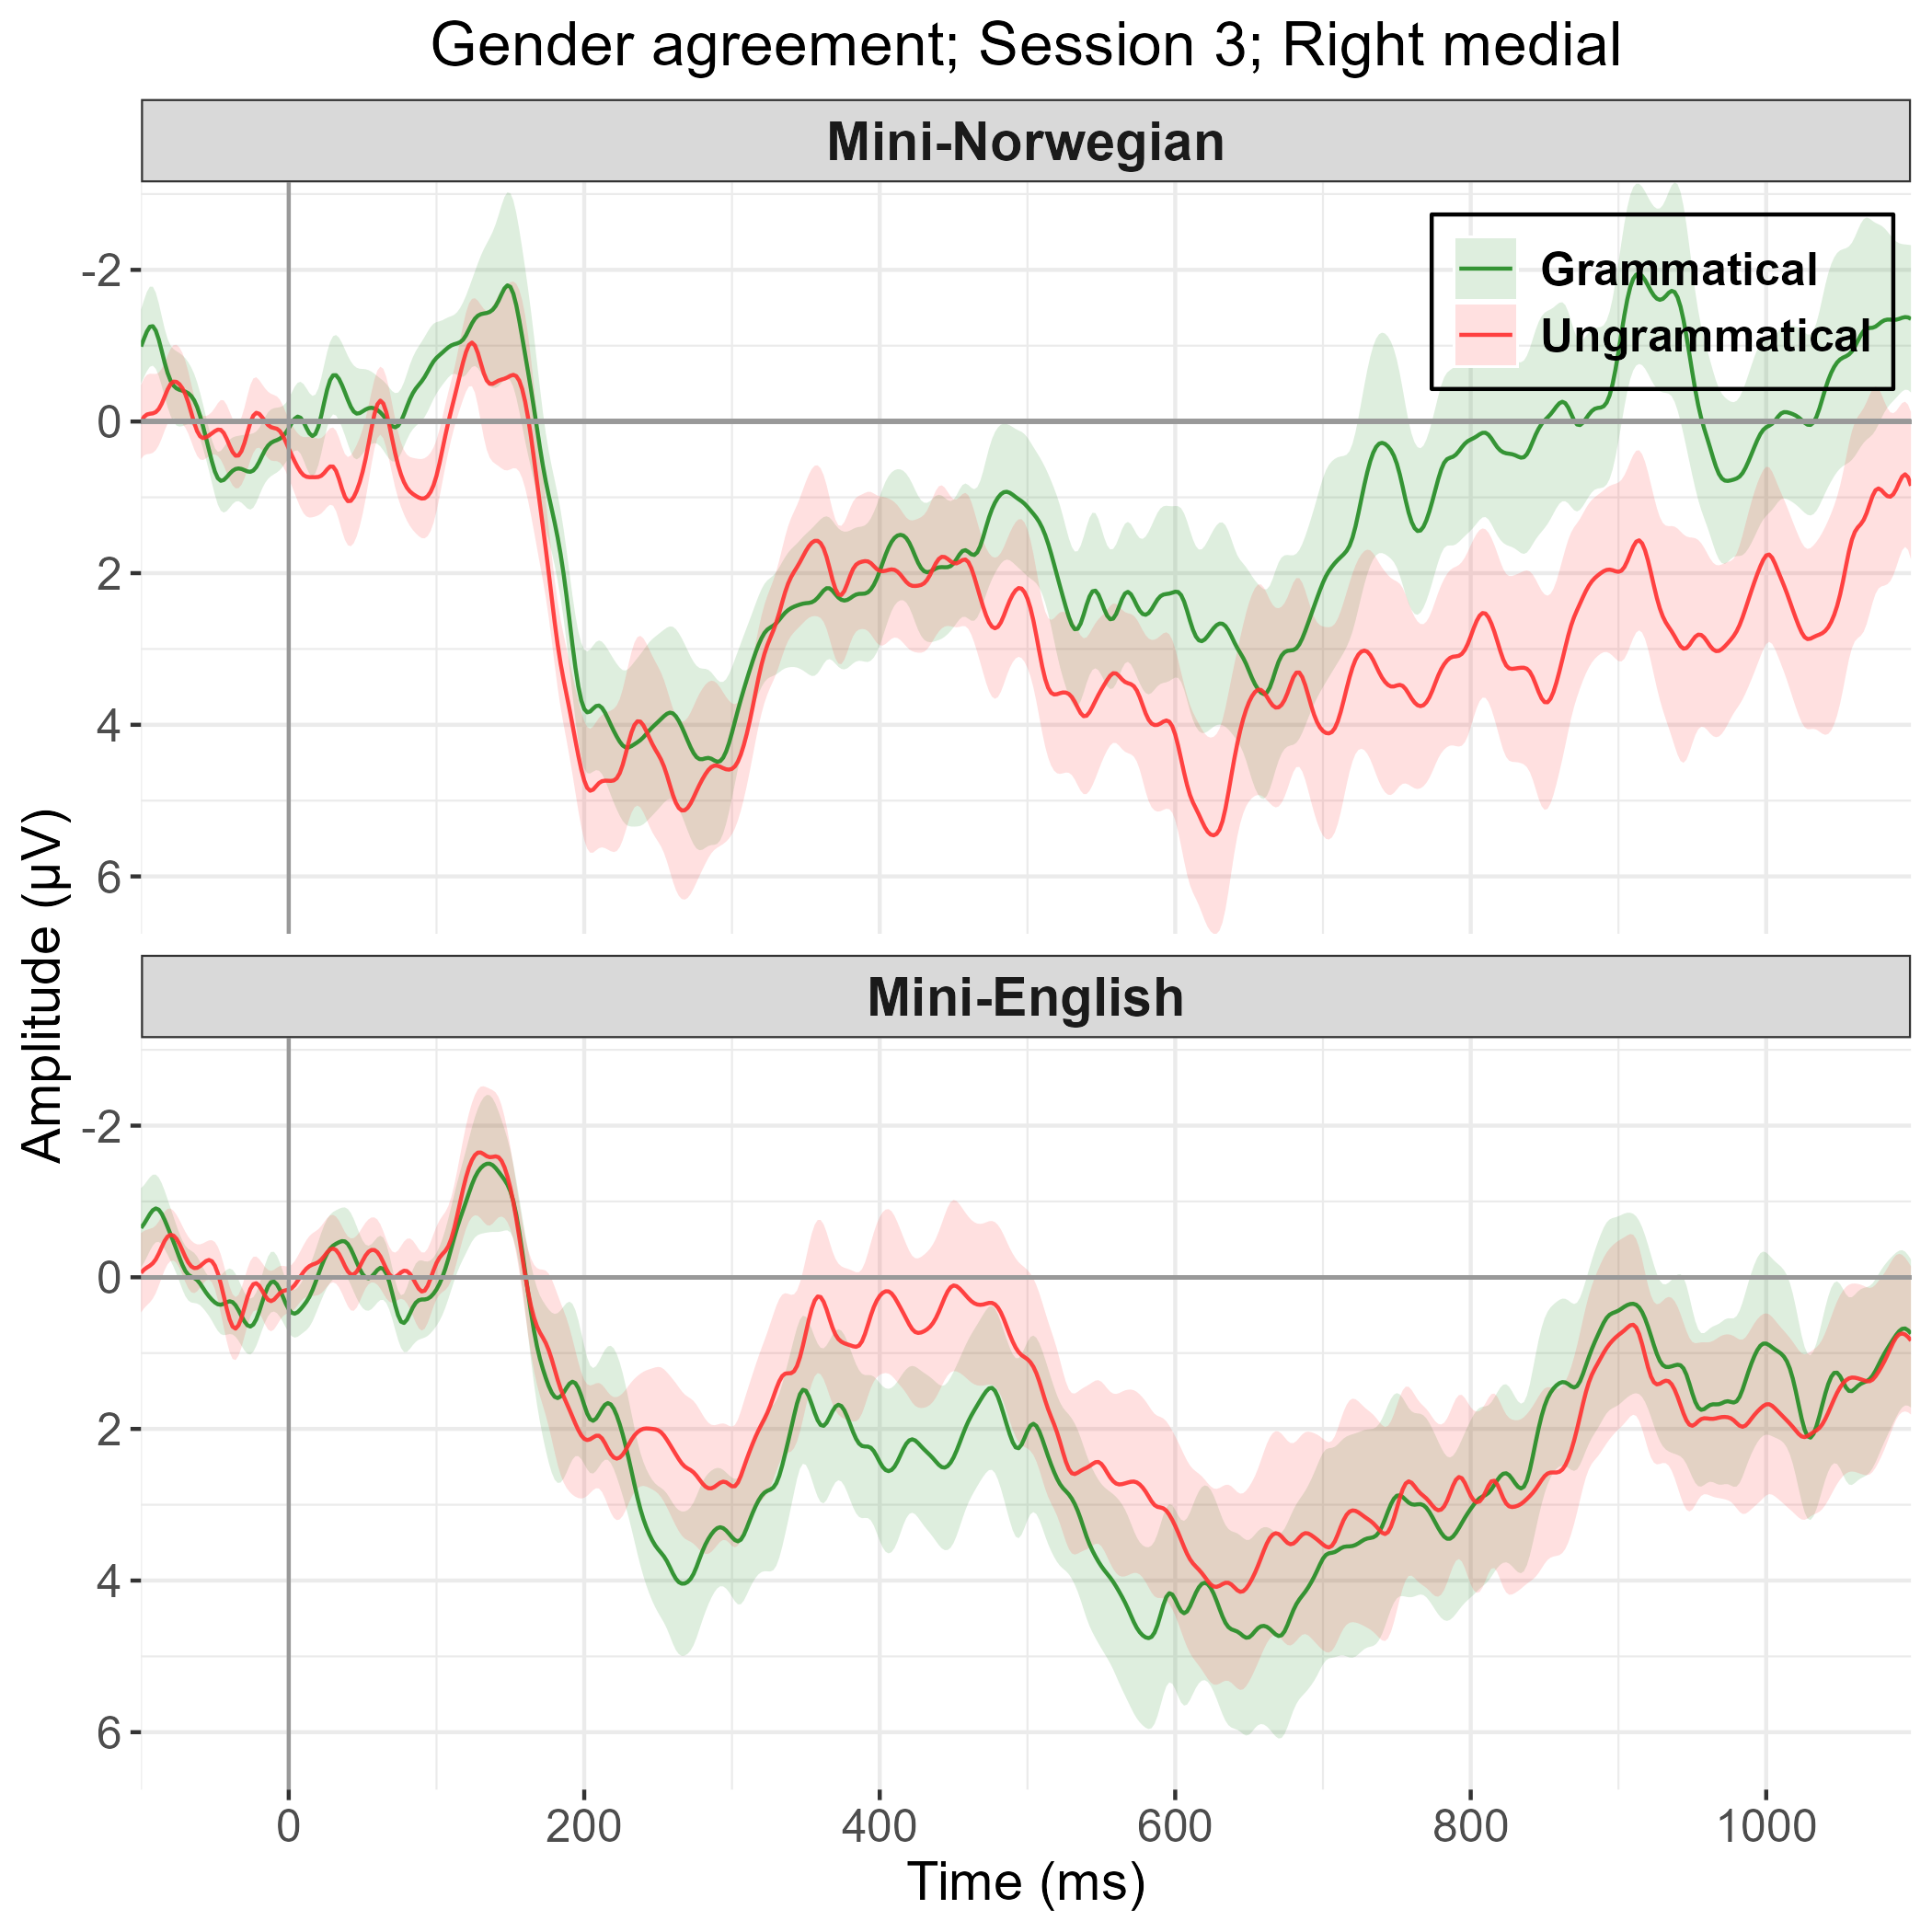 Gender agreement; Session 3; Right medial
Mini-Norwegian
Grammatical
Ungrammatical
-2
0
2
4
6
Amplitude (µV)
Mini-English
-2
0
2
4
6
0 200 400 600 800 1000
Time (ms)